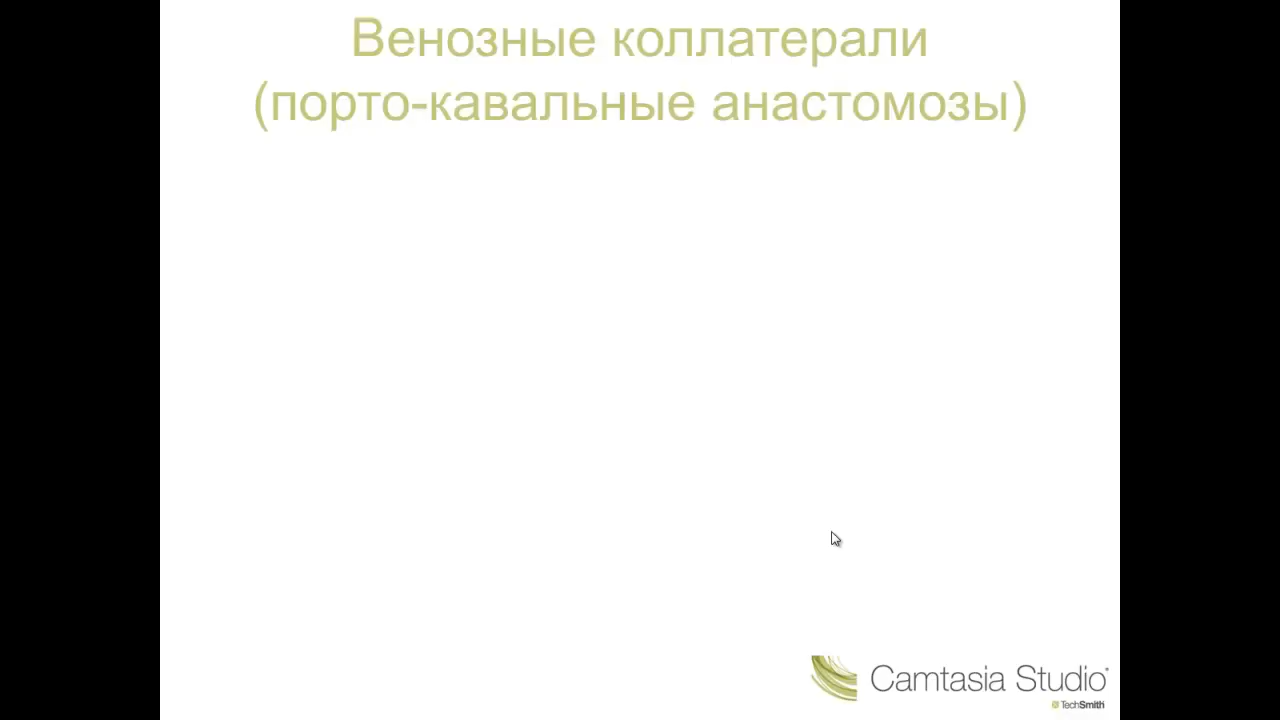 Венозные коллатерали
(порто-кавальные анастомозы)
Camtasia Studio
TechSmith